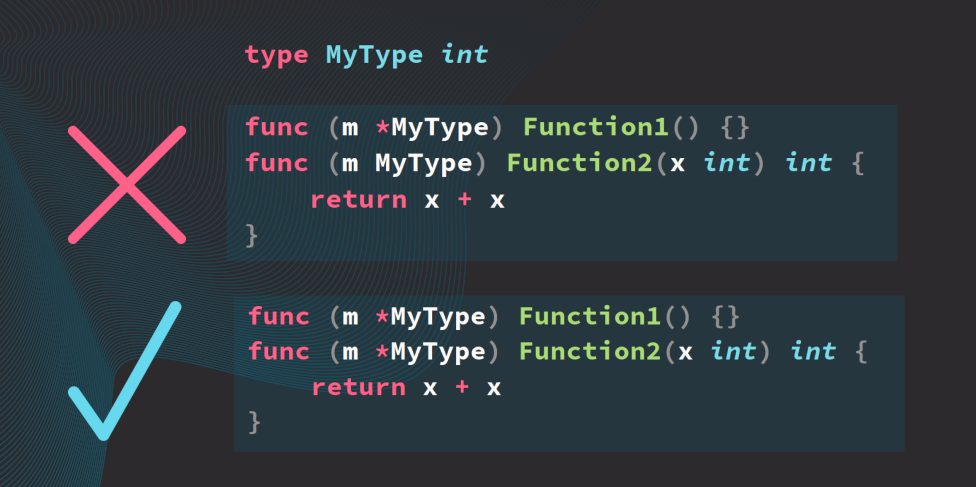 type MyType int
func (m *MyType) Function1() {}
func (m MyType) Function2(x int) int {
    return x + x
}
func (m *MyType) Function1() {}
func (m *MyType) Function2(x int) int {
    return x + x
}